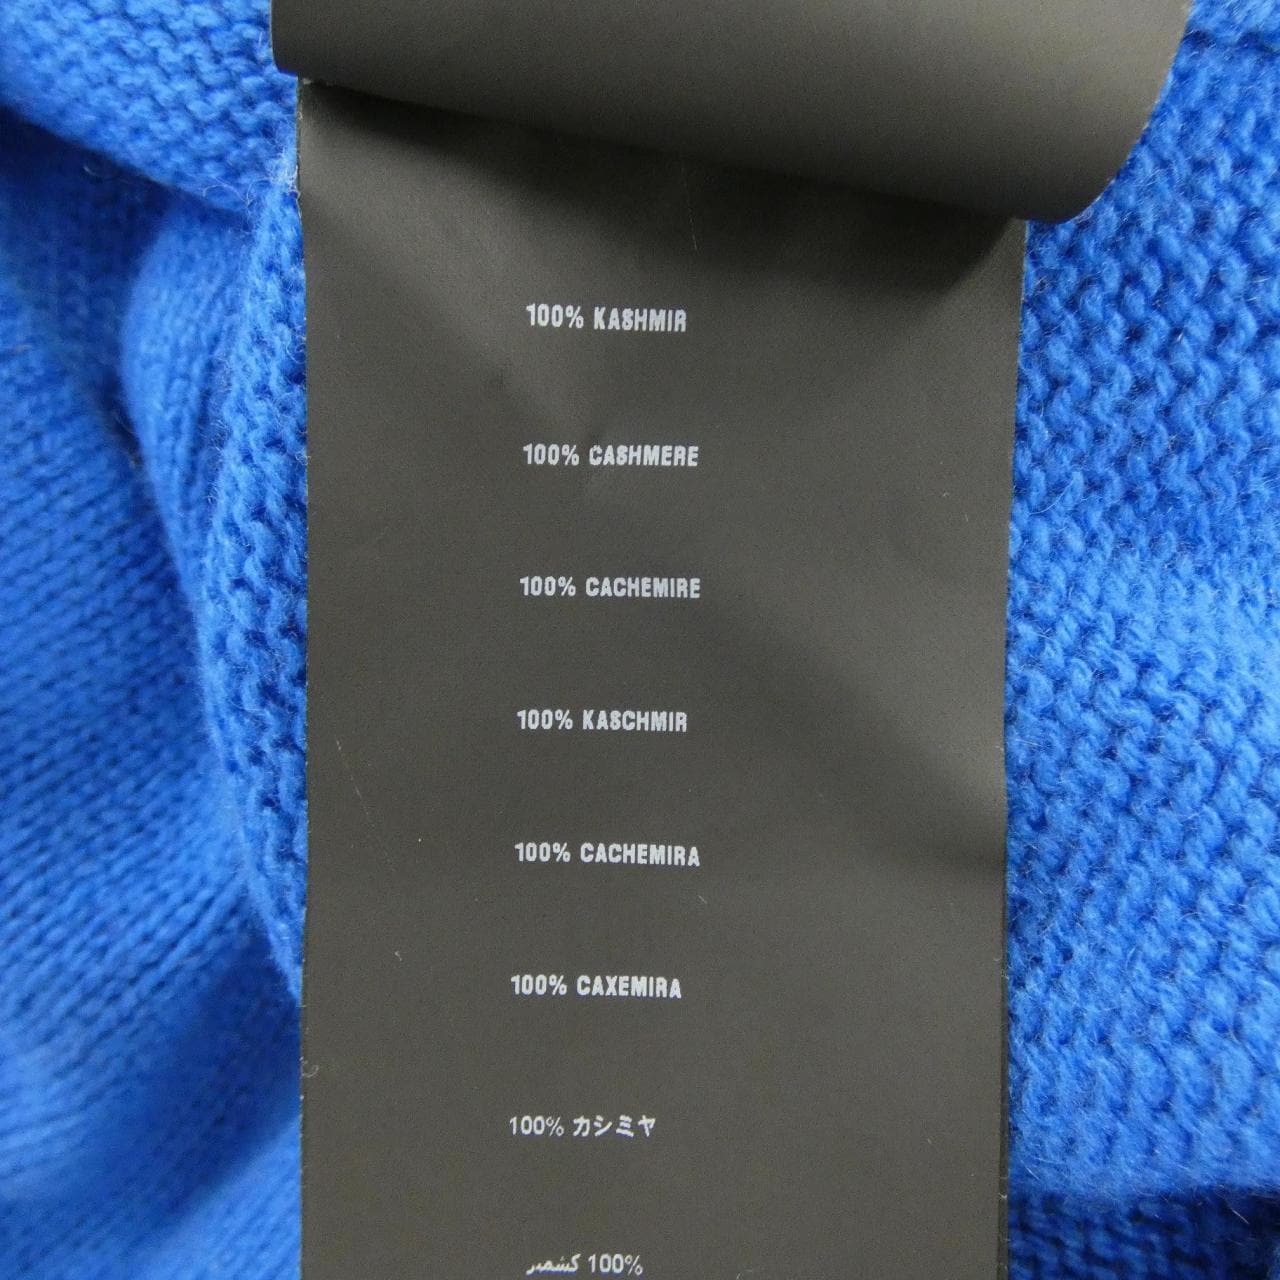 100% KASHMIR
100% CASHMERE
100% CACHEMIRE
100% KASCHMIR
100% CACHEMIRA
100% CAXEMIRA
100% カシミヤ
100% كشمير